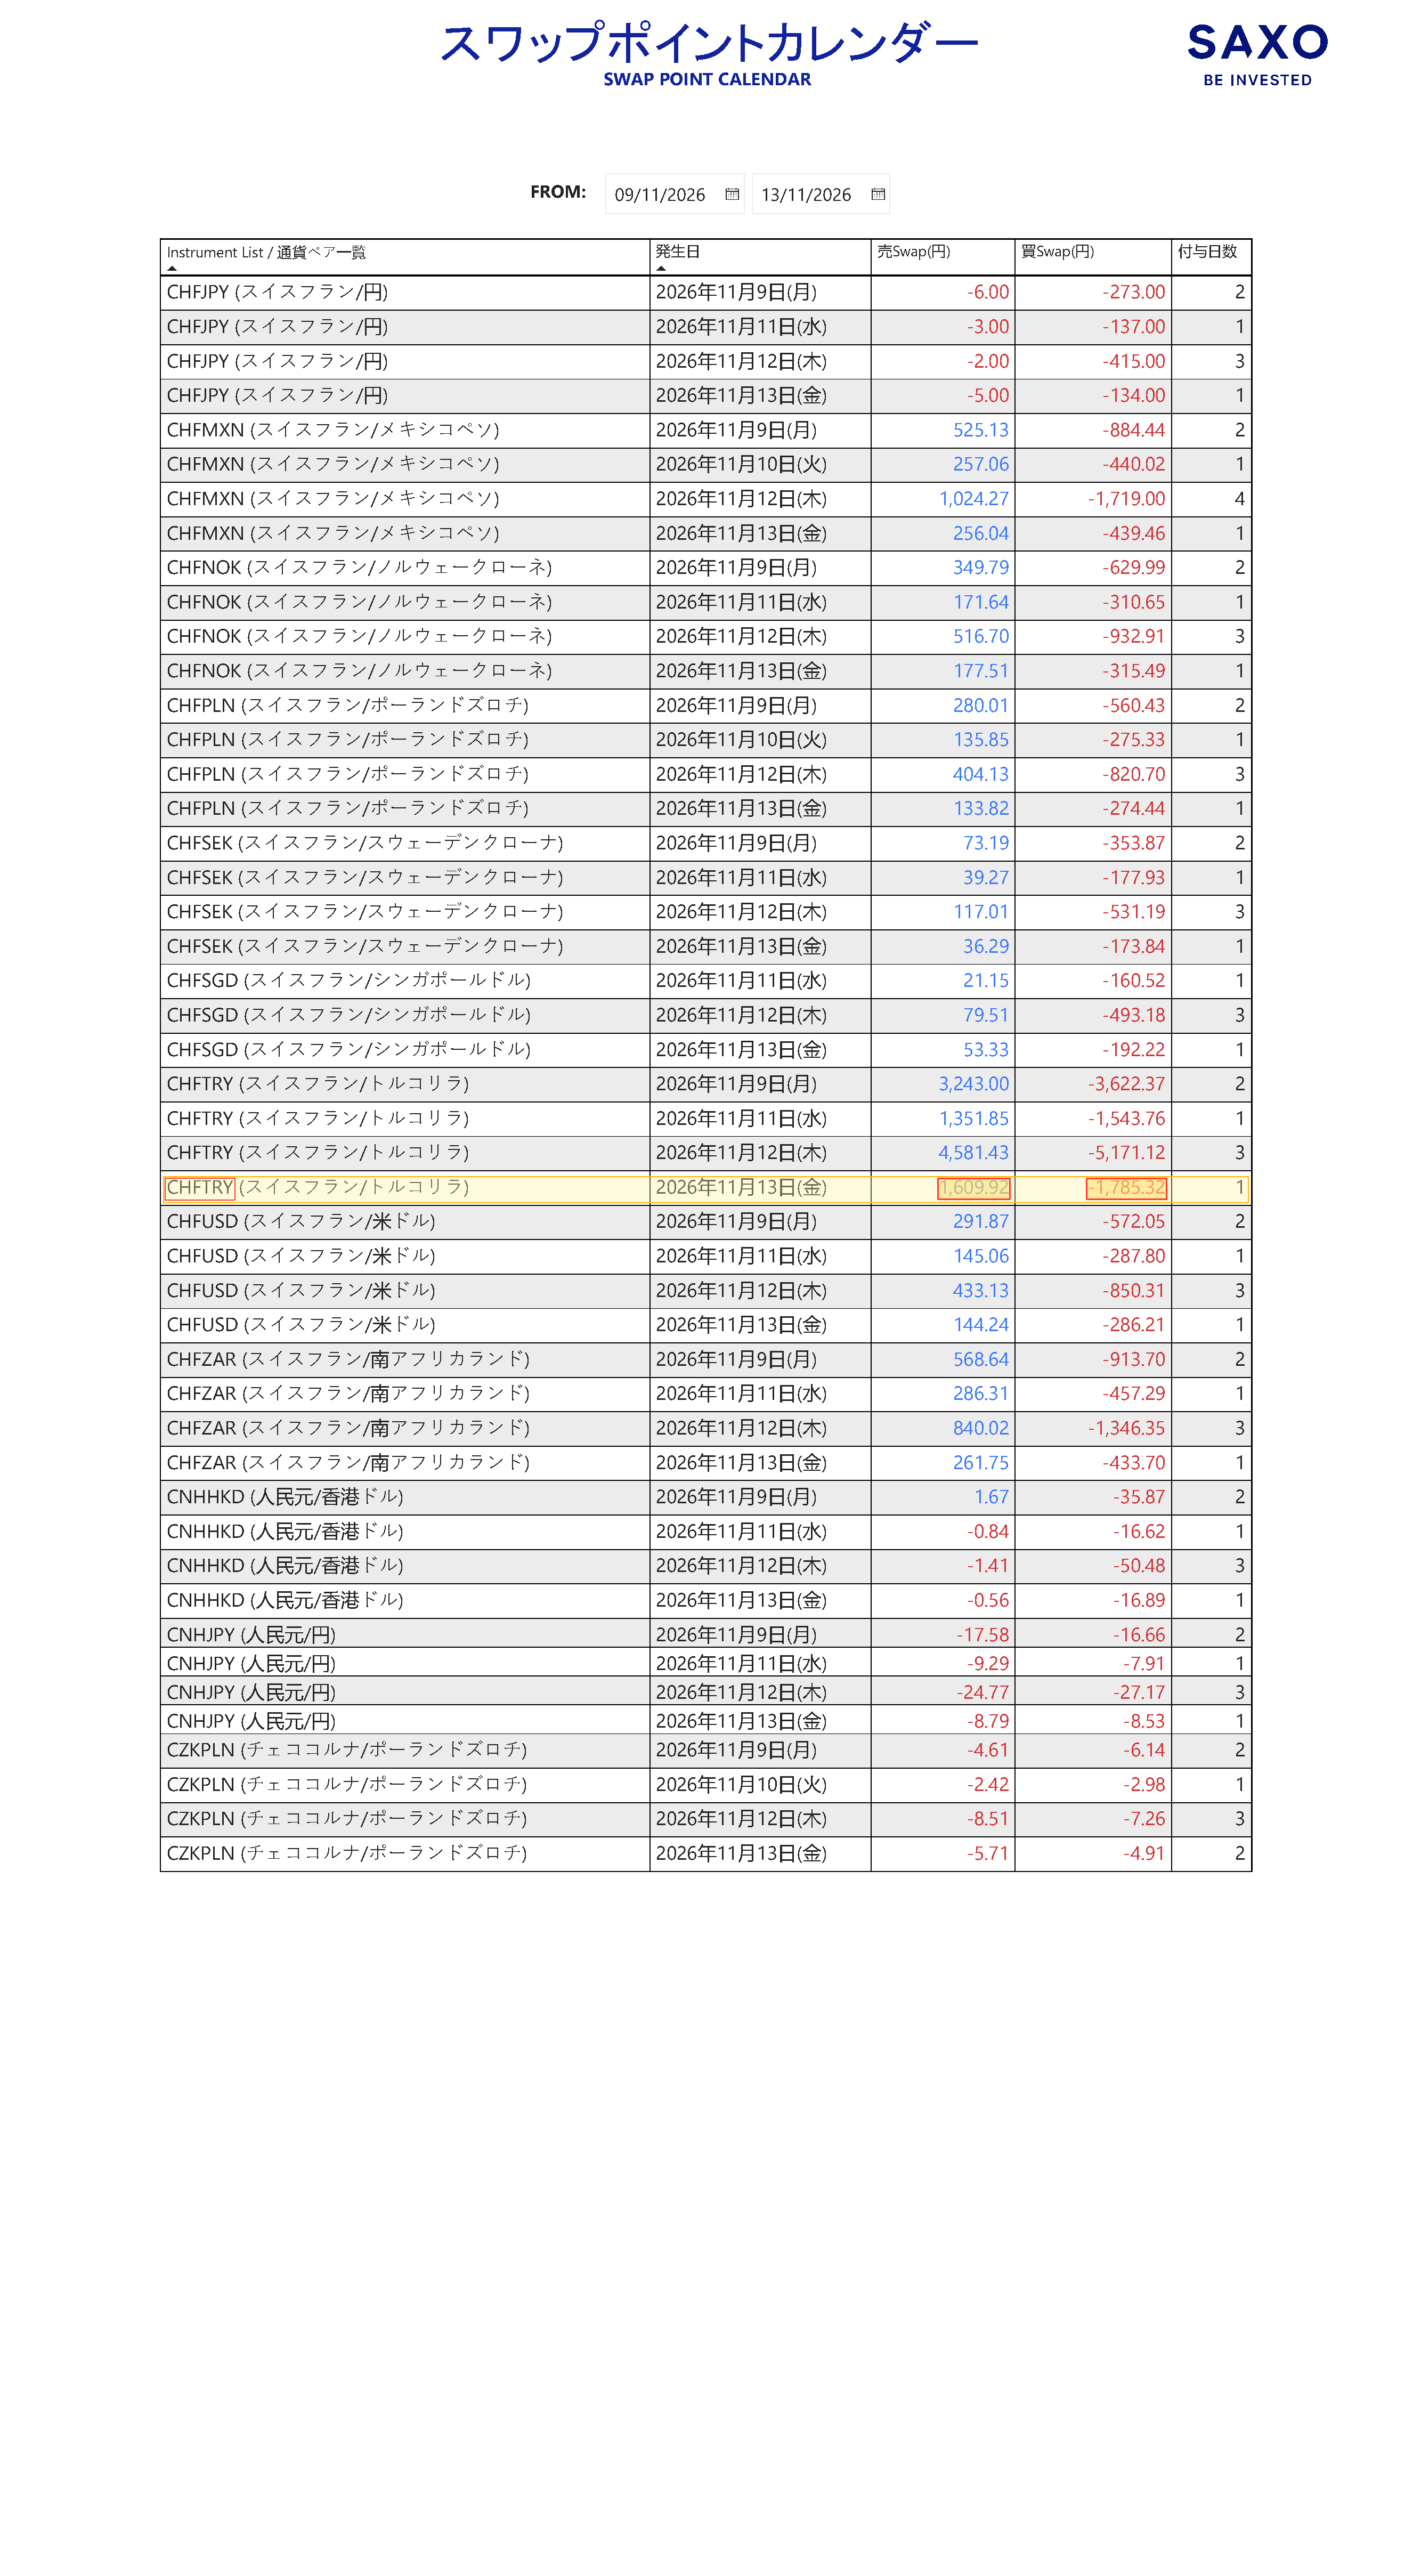 スワップポイントカレンダー
SWAP POINT CALENDAR
SAXO
BE INVESTED
FROM: 09/11/2026 13/11/2026
Instrument List / 通貨ペア一覧 発生日 売Swap(円) 買Swap(円) 付与日数
CHFJPY (スイスフラン/円) 2026年11月9日(月) -6.00 -273.00 2
CHFJPY (スイスフラン/円) 2026年11月11日(水) -3.00 -137.00 1
CHFJPY (スイスフラン/円) 2026年11月12日(木) -2.00 -415.00 3
CHFJPY (スイスフラン/円) 2026年11月13日(金) -5.00 -134.00 1
CHFMXN (スイスフラン/メキシコペソ) 2026年11月9日(月) 525.13 -884.44 2
CHFMXN (スイスフラン/メキシコペソ) 2026年11月10日(火) 257.06 -440.02 1
CHFMXN (スイスフラン/メキシコペソ) 2026年11月12日(木) 1,024.27 -1,719.00 4
CHFMXN (スイスフラン/メキシコペソ) 2026年11月13日(金) 256.04 -439.46 1
CHFNOK (スイスフラン/ノルウェークローネ) 2026年11月9日(月) 349.79 -629.99 2
CHFNOK (スイスフラン/ノルウェークローネ) 2026年11月11日(水) 171.64 -310.65 1
CHFNOK (スイスフラン/ノルウェークローネ) 2026年11月12日(木) 516.70 -932.91 3
CHFNOK (スイスフラン/ノルウェークローネ) 2026年11月13日(金) 177.51 -315.49 1
CHFPLN (スイスフラン/ポーランドズロチ) 2026年11月9日(月) 280.01 -560.43 2
CHFPLN (スイスフラン/ポーランドズロチ) 2026年11月10日(火) 135.85 -275.33 1
CHFPLN (スイスフラン/ポーランドズロチ) 2026年11月12日(木) 404.13 -820.70 3
CHFPLN (スイスフラン/ポーランドズロチ) 2026年11月13日(金) 133.82 -274.44 1
CHFSEK (スイスフラン/スウェーデンクローナ) 2026年11月9日(月) 73.19 -353.87 2
CHFSEK (スイスフラン/スウェーデンクローナ) 2026年11月11日(水) 39.27 -177.93 1
CHFSEK (スイスフラン/スウェーデンクローナ) 2026年11月12日(木) 117.01 -531.19 3
CHFSEK (スイスフラン/スウェーデンクローナ) 2026年11月13日(金) 36.29 -173.84 1
CHFSGD (スイスフラン/シンガポールドル) 2026年11月11日(水) 21.15 -160.52 1
CHFSGD (スイスフラン/シンガポールドル) 2026年11月12日(木) 79.51 -493.18 3
CHFSGD (スイスフラン/シンガポールドル) 2026年11月13日(金) 53.33 -192.22 1
CHFTRY (スイスフラン/トルコリラ) 2026年11月9日(月) 3,243.00 -3,622.37 2
CHFTRY (スイスフラン/トルコリラ) 2026年11月11日(水) 1,351.85 -1,543.76 1
CHFTRY (スイスフラン/トルコリラ) 2026年11月12日(木) 4,581.43 -5,171.12 3
CHFTRY (スイスフラン/トルコリラ) 2026年11月13日(金) 1,609.92 -1,785.32 1
CHFUSD (スイスフラン/米ドル) 2026年11月9日(月) 291.87 -572.05 2
CHFUSD (スイスフラン/米ドル) 2026年11月11日(水) 145.06 -287.80 1
CHFUSD (スイスフラン/米ドル) 2026年11月12日(木) 433.13 -850.31 3
CHFUSD (スイスフラン/米ドル) 2026年11月13日(金) 144.24 -286.21 1
CHFZAR (スイスフラン/南アフリカランド) 2026年11月9日(月) 568.64 -913.70 2
CHFZAR (スイスフラン/南アフリカランド) 2026年11月11日(水) 286.31 -457.29 1
CHFZAR (スイスフラン/南アフリカランド) 2026年11月12日(木) 840.02 -1,346.35 3
CHFZAR (スイスフラン/南アフリカランド) 2026年11月13日(金) 261.75 -433.70 1
CNHHKD (人民元/香港ドル) 2026年11月9日(月) 1.67 -35.87 2
CNHHKD (人民元/香港ドル) 2026年11月11日(水) -0.84 -16.62 1
CNHHKD (人民元/香港ドル) 2026年11月12日(木) -1.41 -50.48 3
CNHHKD (人民元/香港ドル) 2026年11月13日(金) -0.56 -16.89 1
CNHJPY (人民元/円) 2026年11月9日(月) -17.58 -16.66 2
CNHJPY (人民元/円) 2026年11月11日(水) -9.29 -7.91 1
CNHJPY (人民元/円) 2026年11月12日(木) -24.77 -27.17 3
CNHJPY (人民元/円) 2026年11月13日(金) -8.79 -8.53 1
CZKPLN (チェココルナ/ポーランドズロチ) 2026年11月9日(月) -4.61 -6.14 2
CZKPLN (チェココルナ/ポーランドズロチ) 2026年11月10日(火) -2.42 -2.98 1
CZKPLN (チェココルナ/ポーランドズロチ) 2026年11月12日(木) -8.51 -7.26 3
CZKPLN (チェココルナ/ポーランドズロチ) 2026年11月13日(金) -5.71 -4.91 2